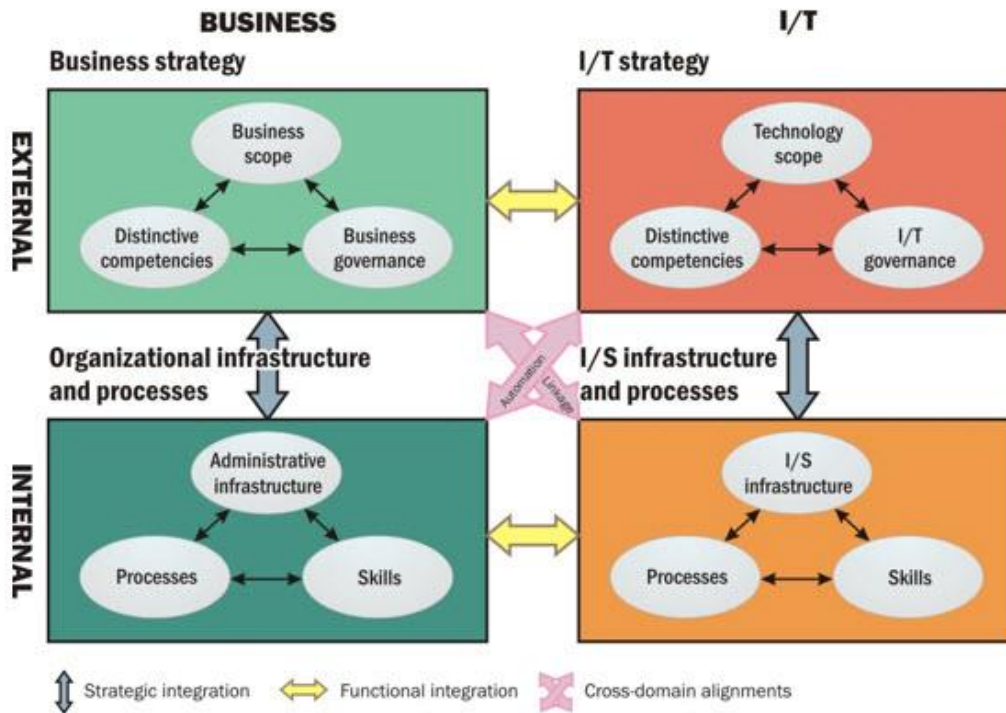 BUSINESS
I/T
Business strategy
I/T strategy
EXTERNAL
Business
scope
Distinctive
competencies
Business
governance
Technology
scope
Distinctive
competencies
I/T
governance
Organizational infrastructure
and processes
Automation
Linkage
I/S infrastructure
and processes
INTERNAL
Administrative
infrastructure
Processes
Skills
I/S
infrastructure
Processes
Skills
Strategic integration
Functional integration
Cross-domain alignments